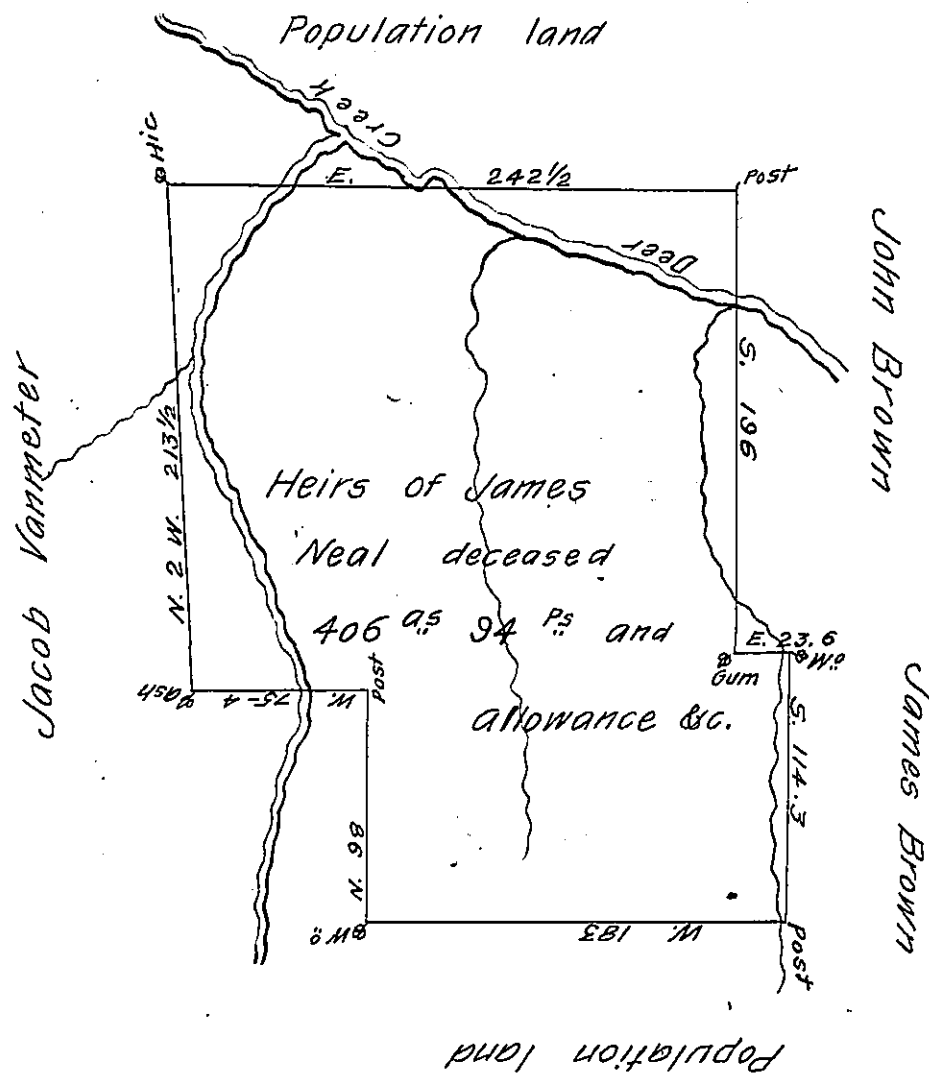 Population land
Creek
Hic
E. 242½
Post
Deer
John Brown
S. 196
Jacob Vanmeter
N. 2 W. 213½
Heirs of James
Neal deceased
406 as 94 ps and
allowance &c.
E. 23.6
Gum
Wo
Ash
W. 75-4
Post
S. 114.3
James Brown
N. 98
Wo
W. 183
Post
Population land